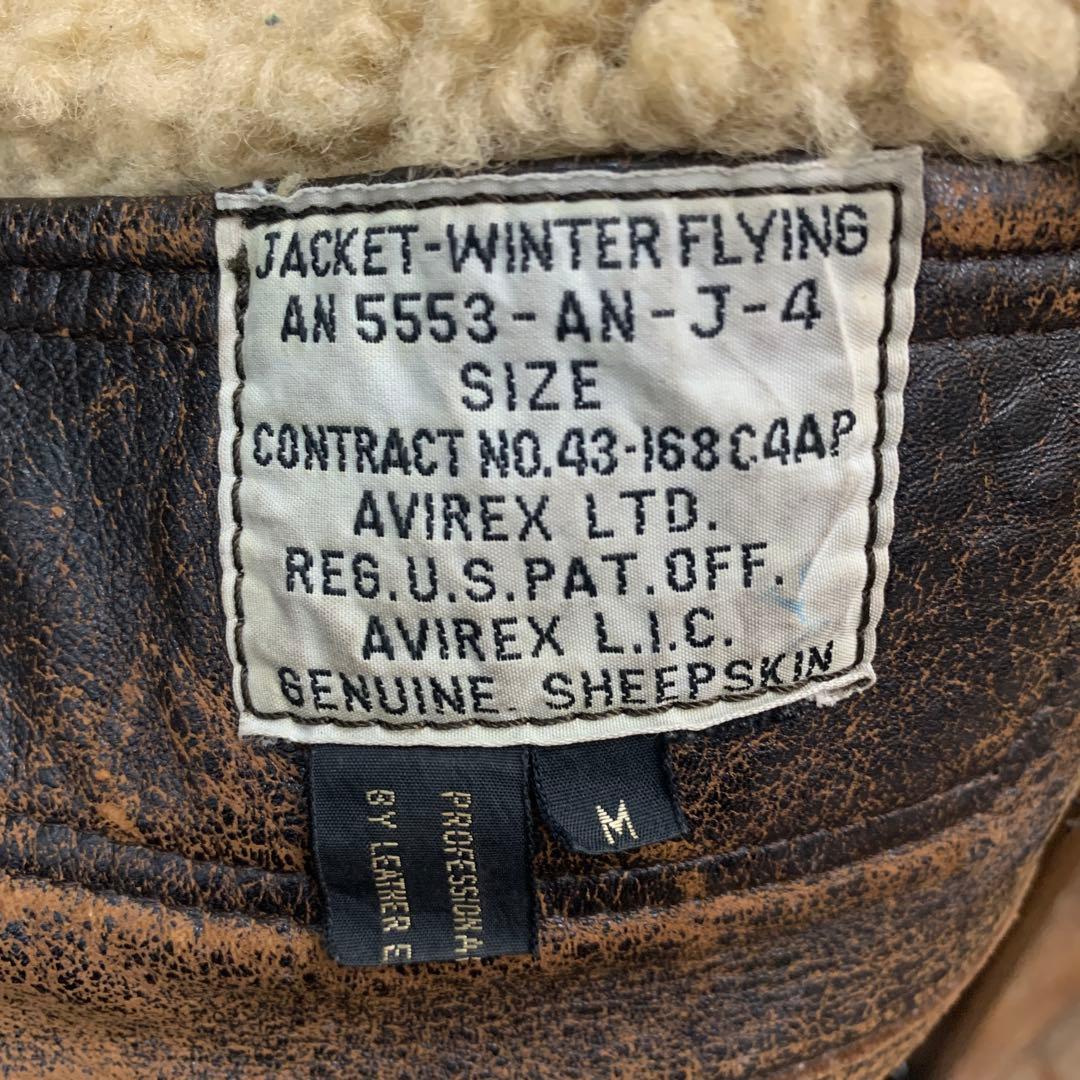 JACKET-WINTER FLYING
AN 5553-AN-J-4
SIZE
CONTRACT NO.43-168C4AP
AVIREX LTD.
REG.U.S.PAT.OFF.
AVIREX L.I.C.
GENUINE. SHEEPSKIN
M
PROFESSIONA
BY LEATHER